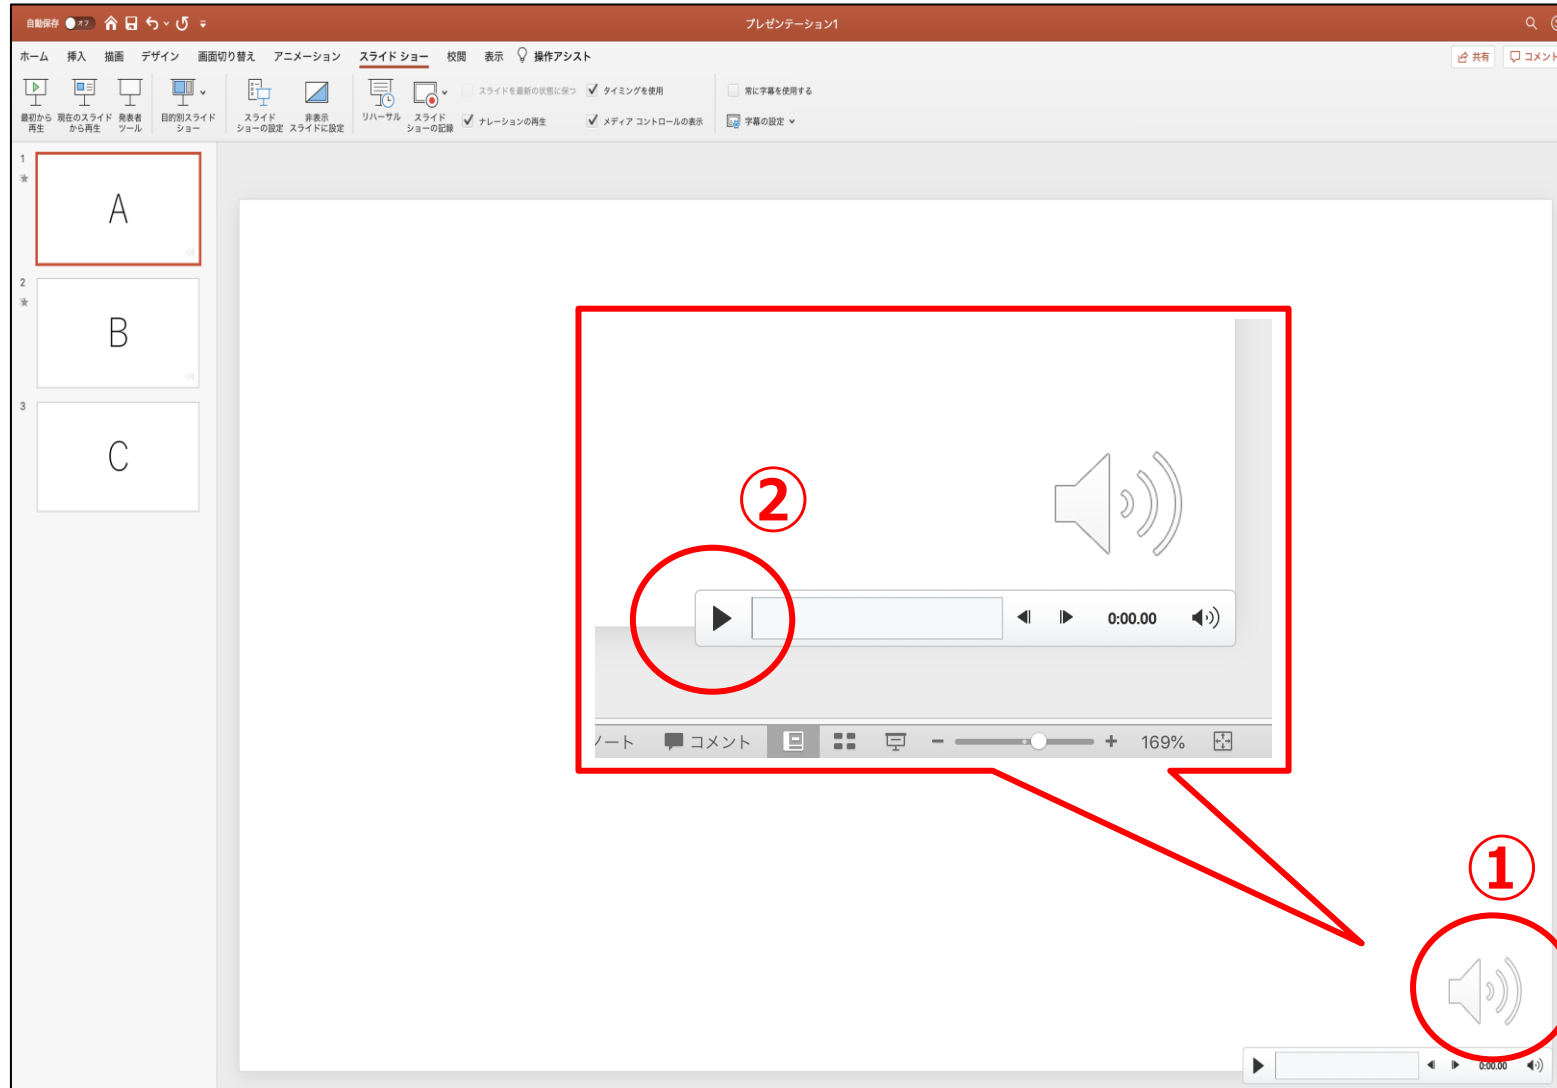 自動保存 オフ
プレゼンテーション1
ホーム 挿入 描画 デザイン 画面切り替え アニメーション スライド ショー 校閲 表示 操作アシスト
共有 コメント
最初から
再生
現在のスライド
から再生
発表者
ツール
目的別スライド
ショー
スライド
ショーの設定
非表示
スライドに設定
リハーサル
スライド
ショーの記録
スライドを最新の状態に保つ
ナレーションの再生
タイミングを使用
メディア コントロールの表示
常に字幕を使用する
字幕の設定
1
A
2
B
3
C
②
0:00.00
ノート コメント 169%
①
0:00.00